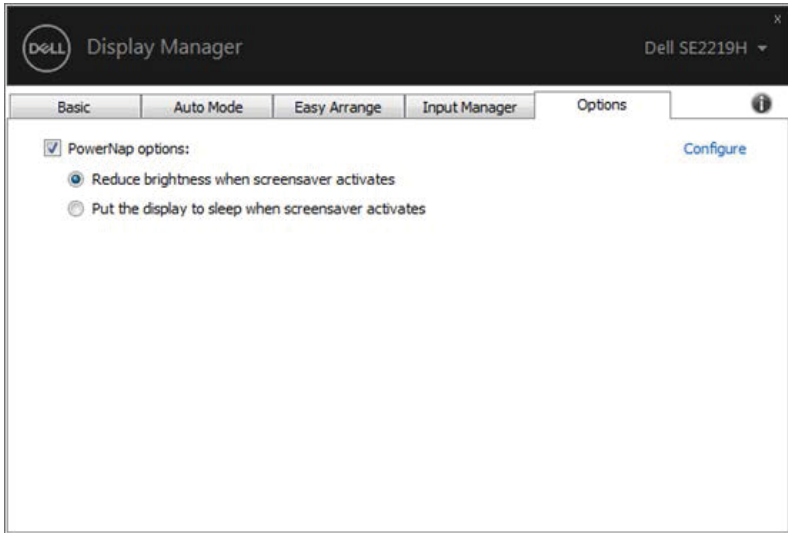 x
DELL Display Manager Dell SE2219H
Basic Auto Mode Easy Arrange Input Manager Options i
PowerNap options: Configure
Reduce brightness when screensaver activates
Put the display to sleep when screensaver activates